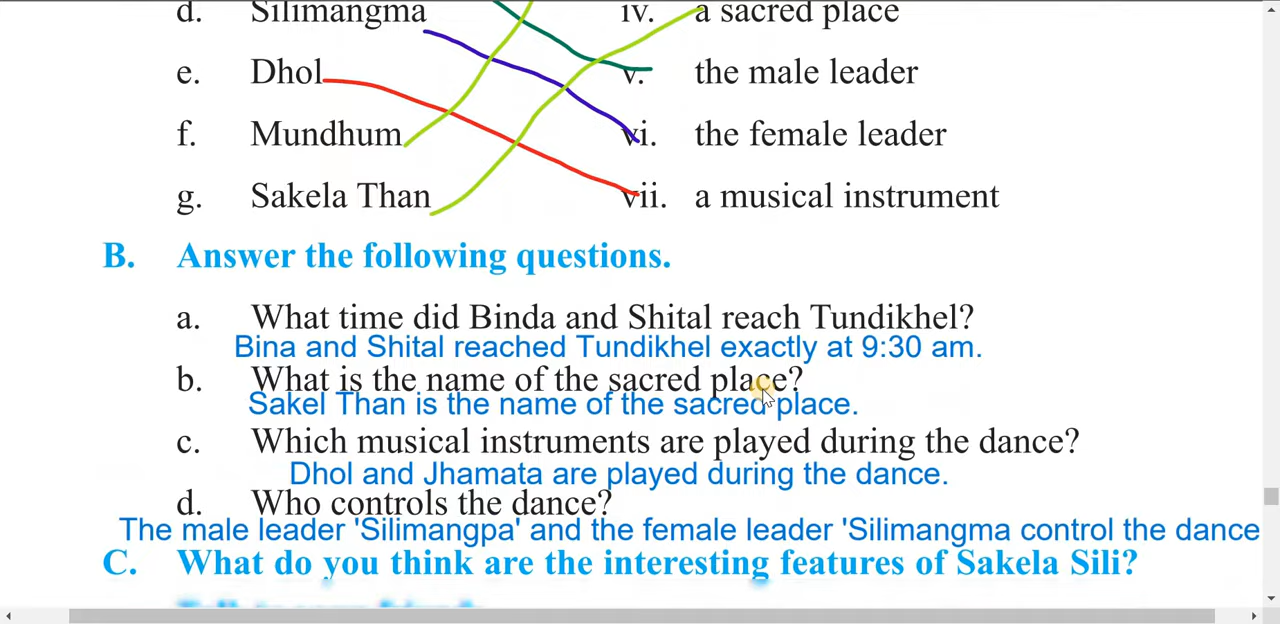 d. Silimangma iv. a sacred place
e. Dhol v. the male leader
f. Mundhum vi. the female leader
g. Sakela Than vii. a musical instrument
B. Answer the following questions.
a. What time did Binda and Shital reach Tundikhel?
Bina and Shital reached Tundikhel exactly at 9:30 am.
b. What is the name of the sacred place?
Sakel Than is the name of the sacred place.
c. Which musical instruments are played during the dance?
Dhol and Jhamata are played during the dance.
d. Who controls the dance?
The male leader 'Silimangpa' and the female leader 'Silimangma control the dance
C. What do you think are the interesting features of Sakela Sili?